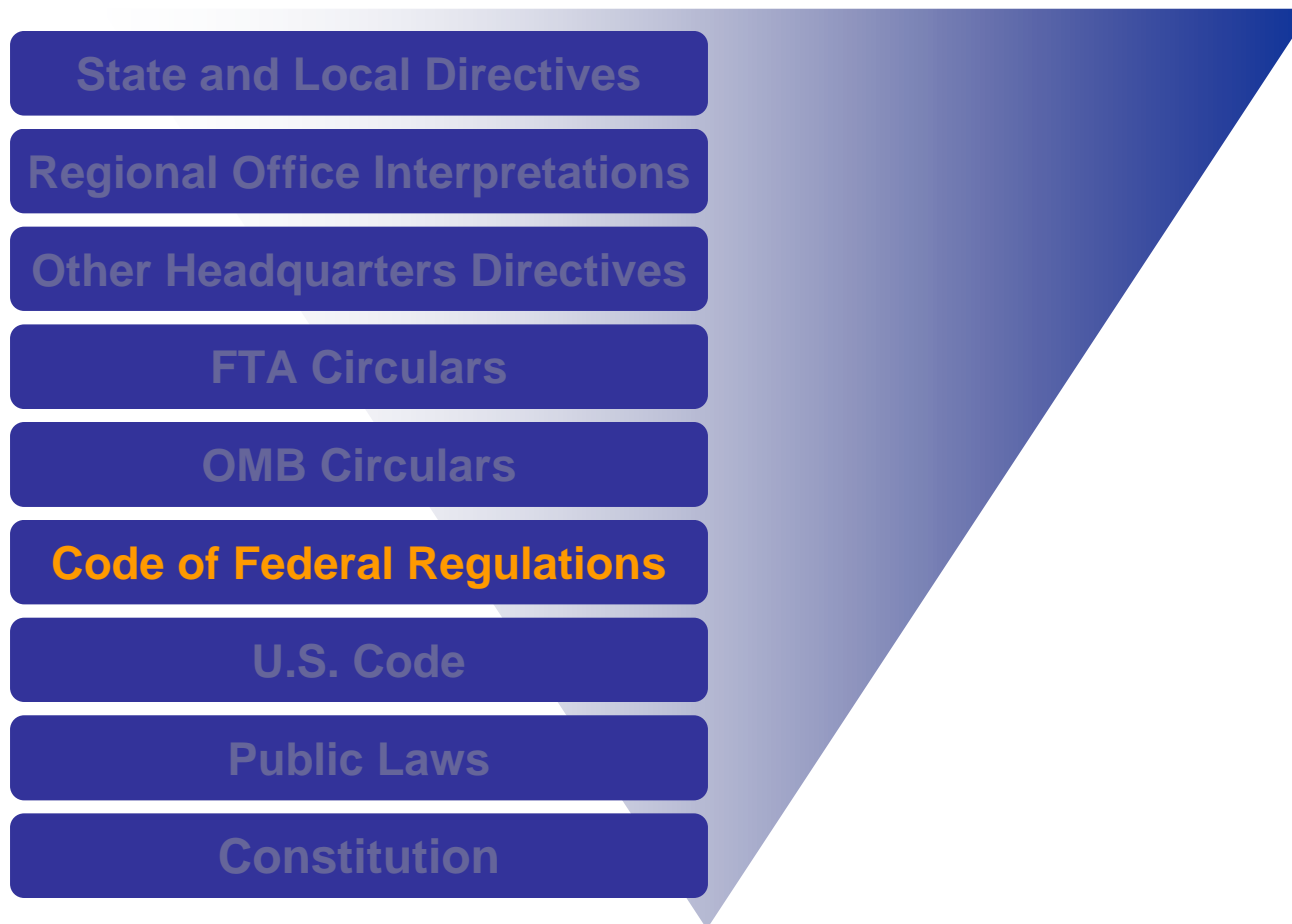 State and Local Directives
Regional Office Interpretations
Other Headquarters Directives
FTA Circulars
OMB Circulars
Code of Federal Regulations
U.S. Code
Public Laws
Constitution